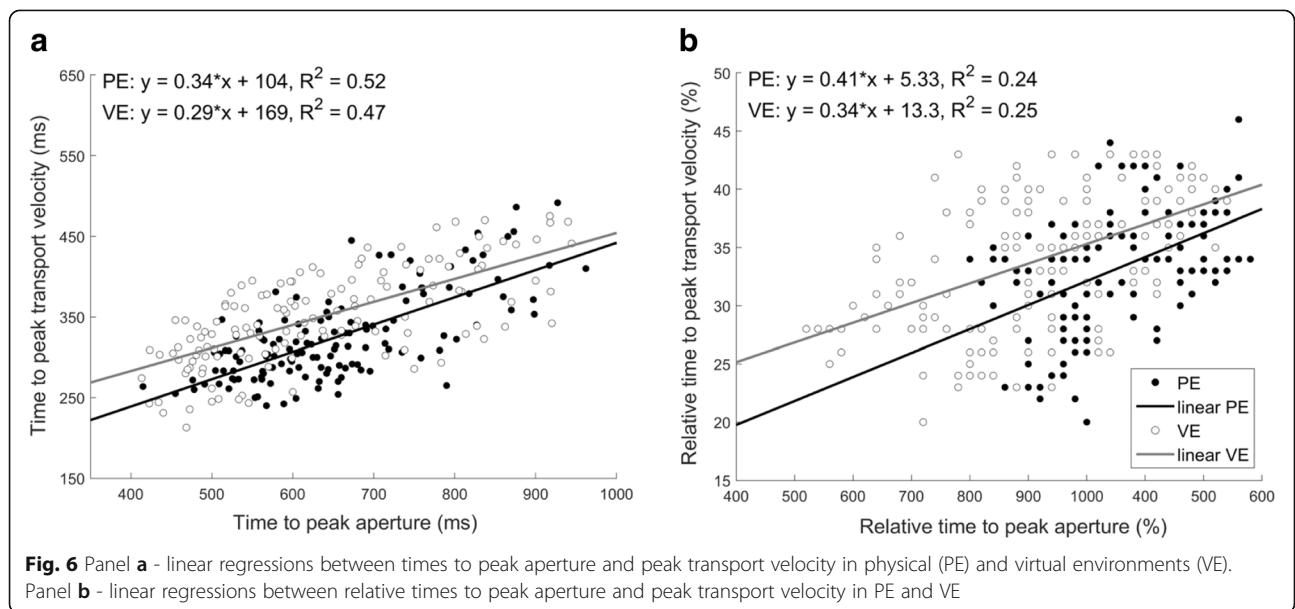 a
PE: y = 0.34*x + 104, R2 = 0.52
VE: y = 0.29*x + 169, R2 = 0.47
Time to peak transport velocity (ms)
650
550
450
350
250
150
400 500 600 700 800 900 1000
Time to peak aperture (ms)
b
PE: y = 0.41*x + 5.33, R2 = 0.24
VE: y = 0.34*x + 13.3, R2 = 0.25
Relative time to peak transport velocity (%)
50
45
40
35
30
25
20
15
400 500 600 700 800 900 1000 400 500 600
Relative time to peak aperture (%)
PE
linear PE
VE
linear VE
Fig. 6 Panel a - linear regressions between times to peak aperture and peak transport velocity in physical (PE) and virtual environments (VE).
Panel b - linear regressions between relative times to peak aperture and peak transport velocity in PE and VE